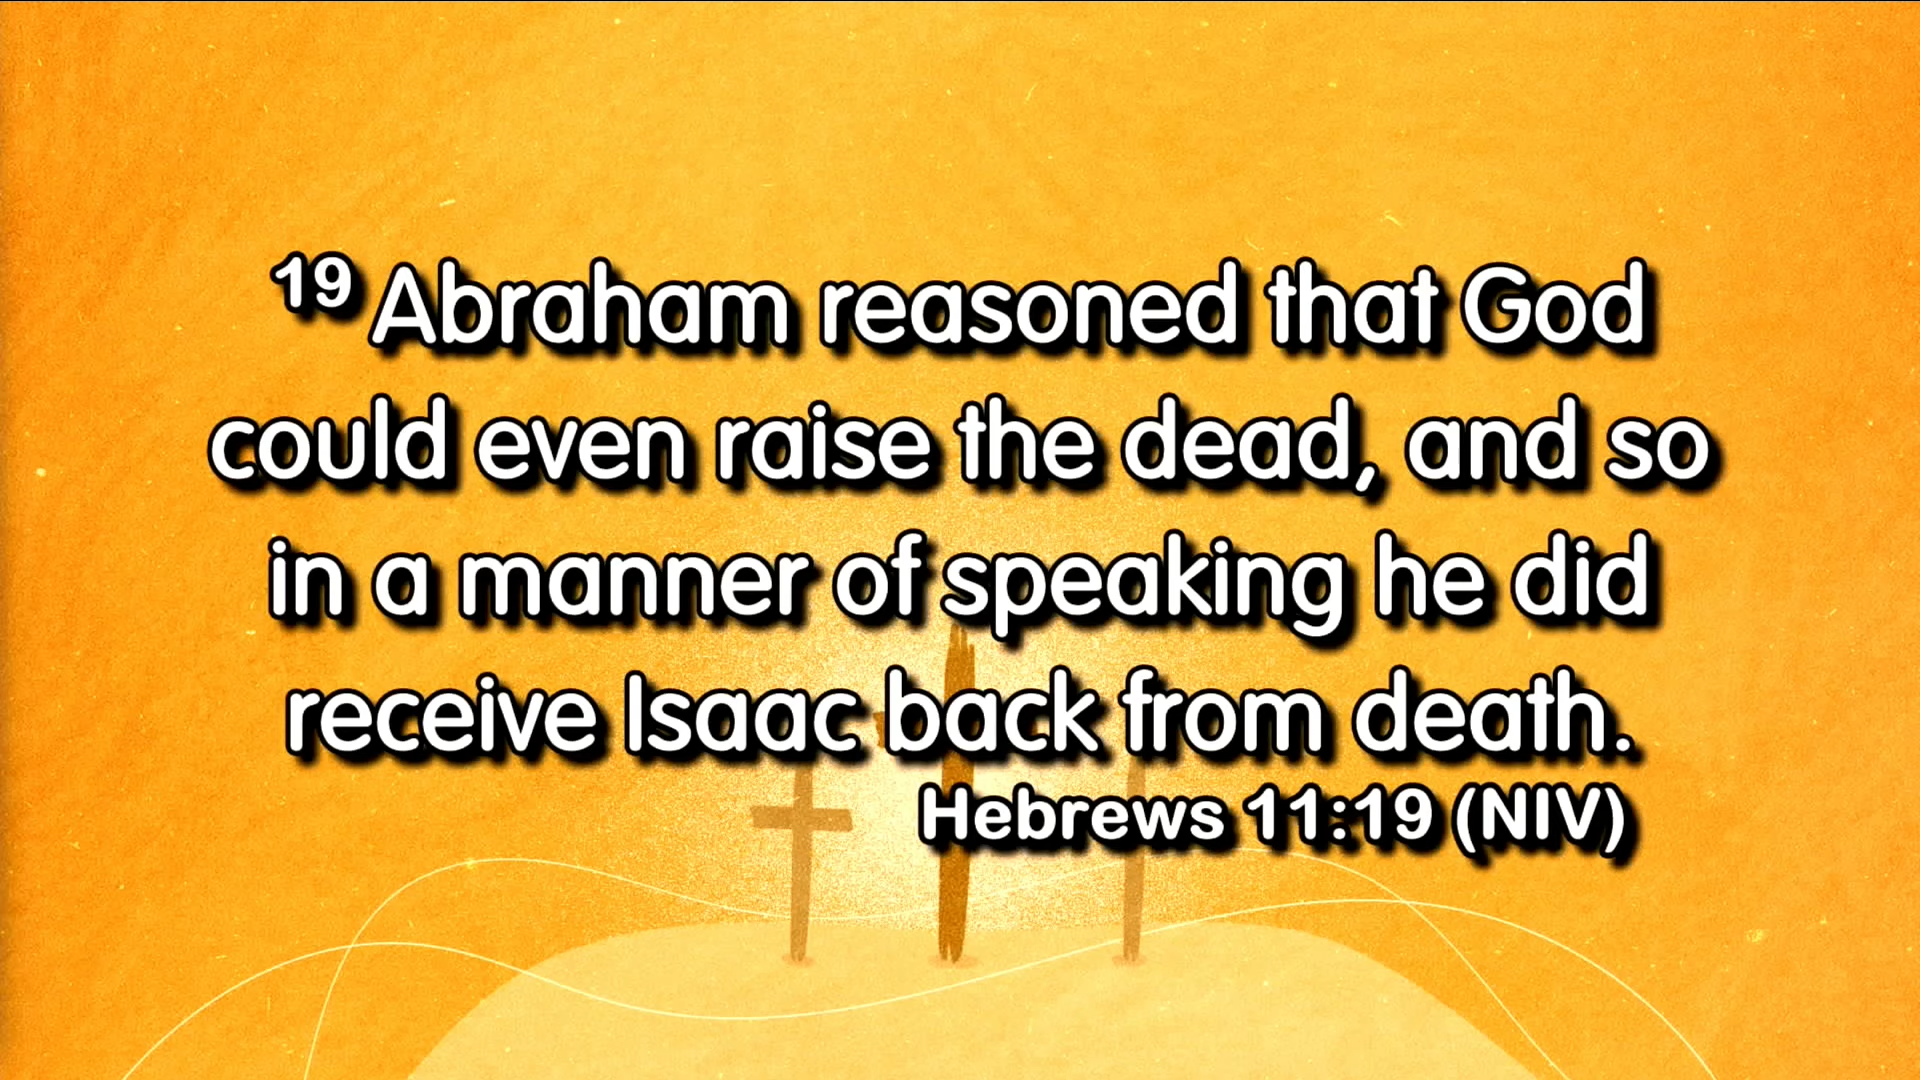 19 Abraham reasoned that God
could even raise the dead, and so
in a manner of speaking he did
receive Isaac back from death.
Hebrews 11:19 (NIV)